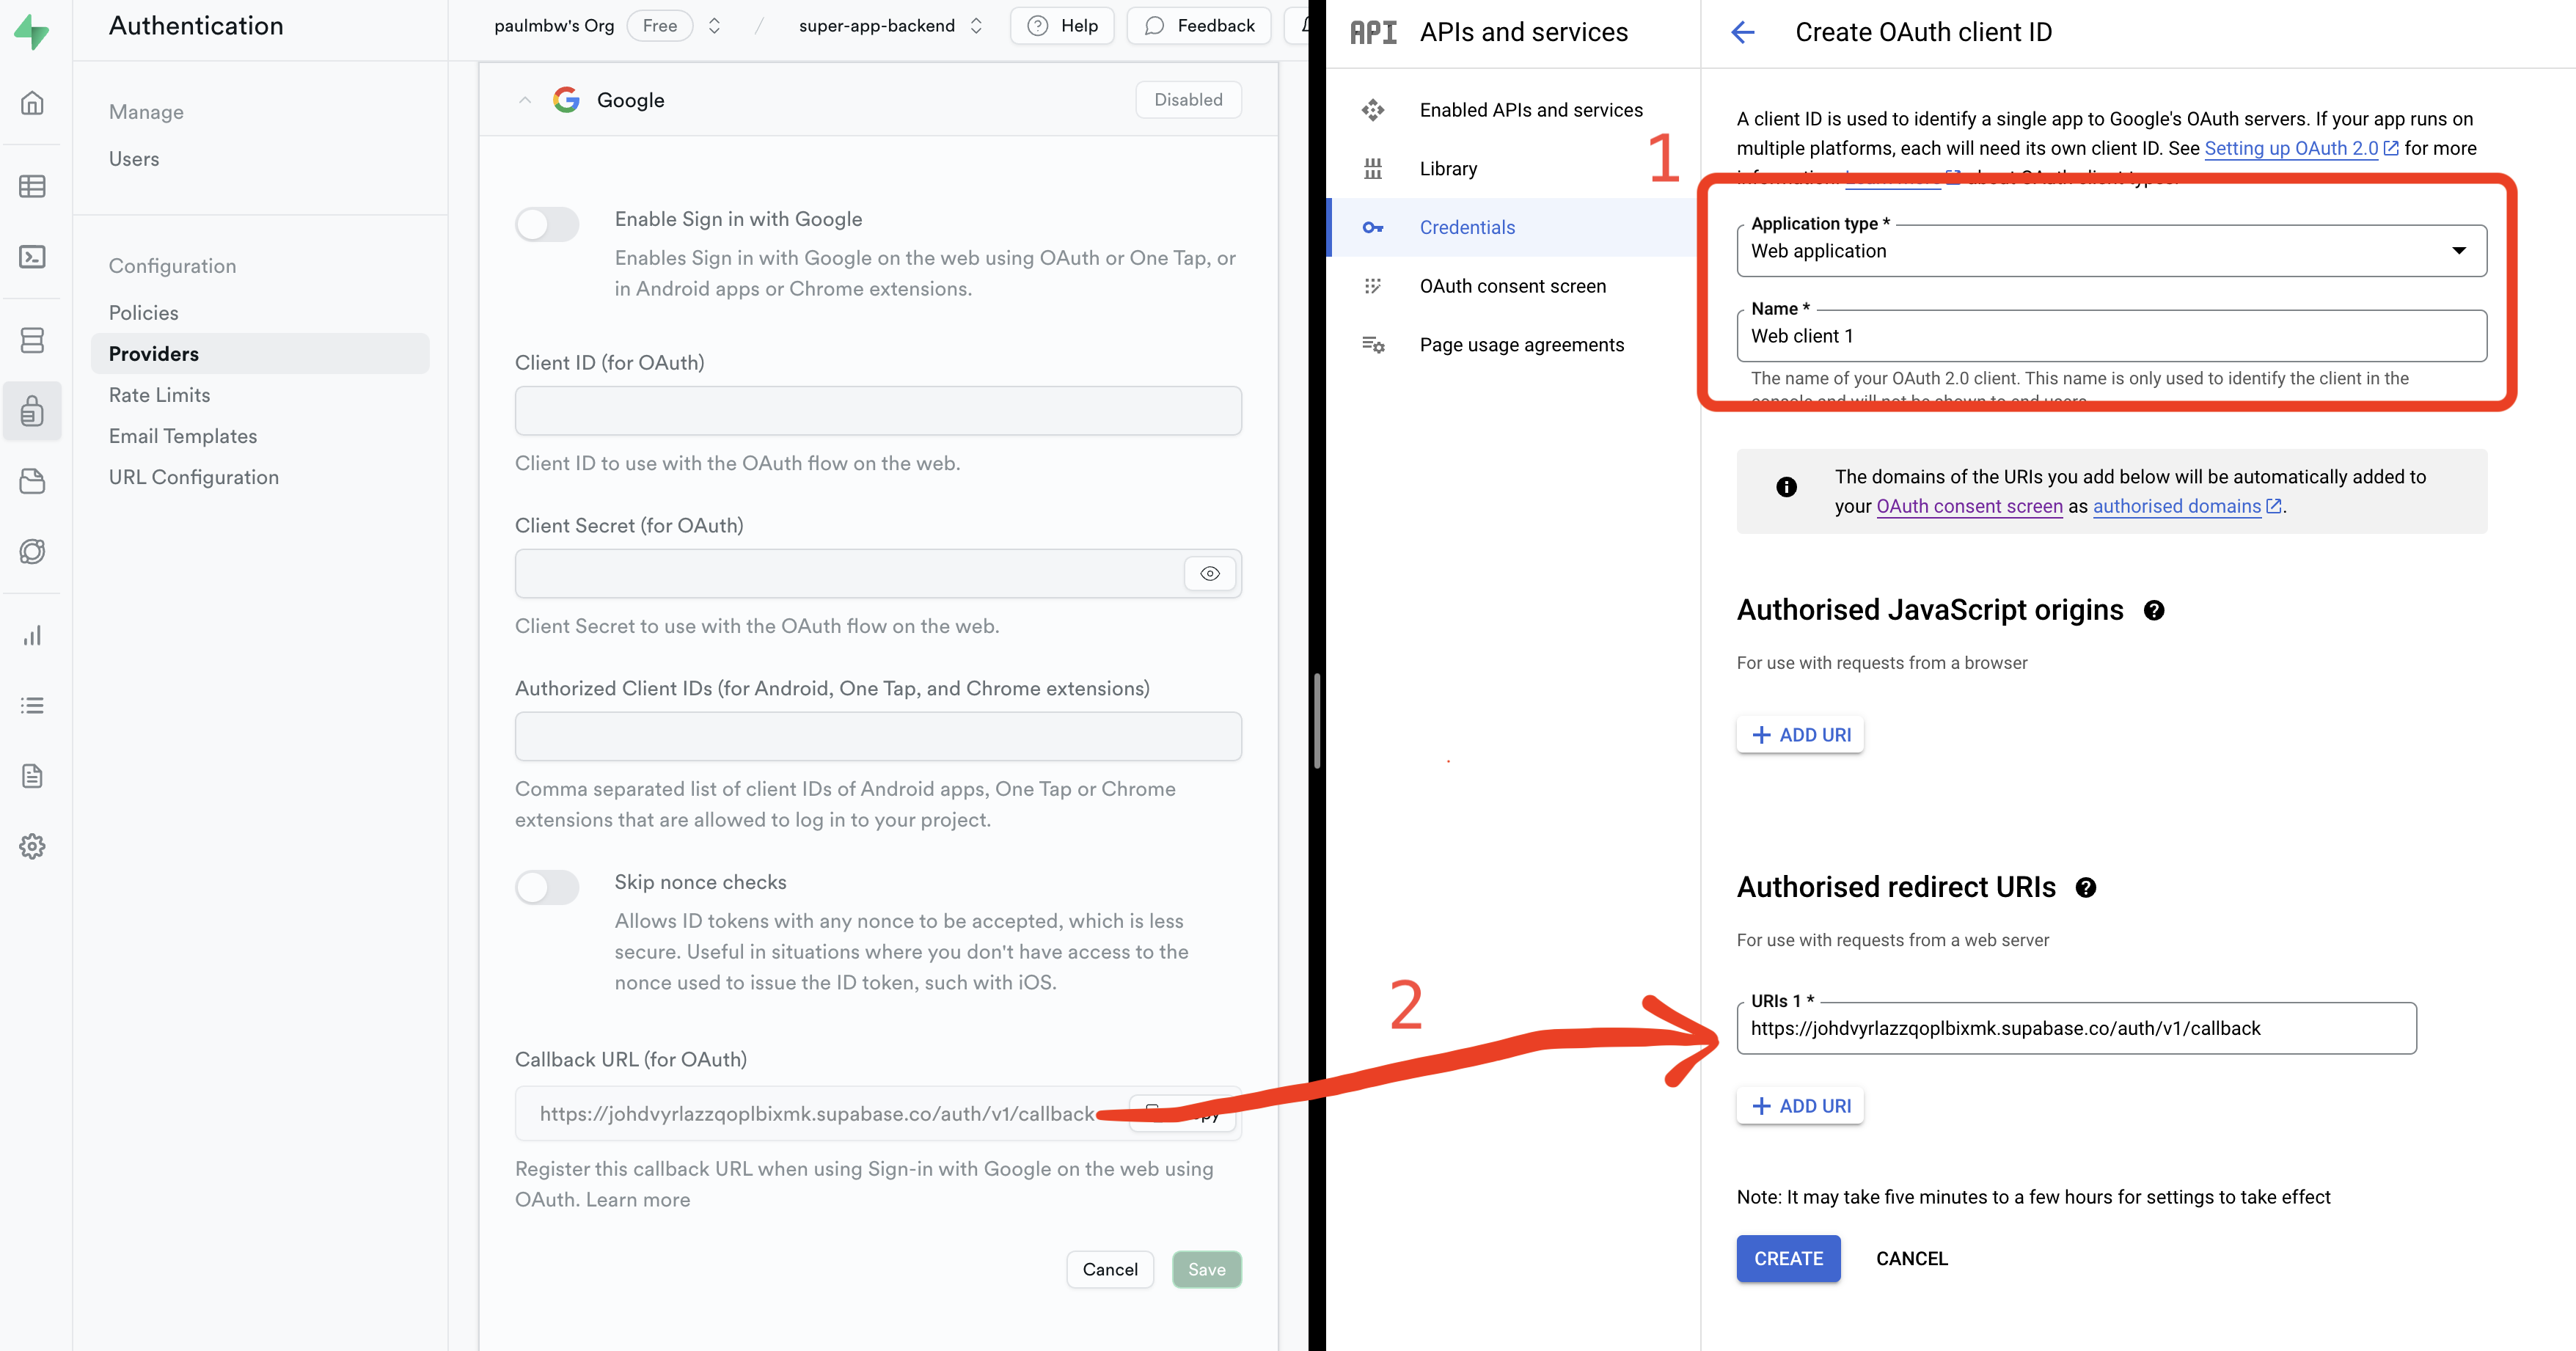 Authentication
paulmbw's Org Free / super-app-backend Help Feedback
Manage
Users
Configuration
Policies
Providers
Rate Limits
Email Templates
URL Configuration
Google
Disabled
Enable Sign in with Google
Enables Sign in with Google on the web using OAuth or One Tap, or
in Android apps or Chrome extensions.
Client ID (for OAuth)
Client ID to use with the OAuth flow on the web.
Client Secret (for OAuth)
Client Secret to use with the OAuth flow on the web.
Authorized Client IDs (for Android, One Tap, and Chrome extensions)
Comma separated list of client IDs of Android apps, One Tap or Chrome
extensions that are allowed to log in to your project.
Skip nonce checks
Allows ID tokens with any nonce to be accepted, which is less
secure. Useful in situations where you don't have access to the
nonce used to issue the ID token, such with iOS.
Callback URL (for OAuth)
https://johdvyrlazzqoplbixmk.supabase.co/auth/v1/callback
Register this callback URL when using Sign-in with Google on the web using
OAuth. Learn more
Cancel
Save
API APIs and services
Enabled APIs and services
Library
Credentials
OAuth consent screen
Page usage agreements
1
2
Create OAuth client ID
A client ID is used to identify a single app to Google's OAuth servers. If your app runs on
multiple platforms, each will need its own client ID. See Setting up OAuth 2.0 for more
information. Learn more about OAuth client types.
Application type *
Web application
Name *
Web client 1
The name of your OAuth 2.0 client. This name is only used to identify the client in the
console and will not be shown to end users.
The domains of the URIs you add below will be automatically added to
your OAuth consent screen as authorised domains.
Authorised JavaScript origins
For use with requests from a browser
+ ADD URI
Authorised redirect URIs
For use with requests from a web server
URIs 1 *
https://johdvyrlazzqoplbixmk.supabase.co/auth/v1/callback
+ ADD URI
Note: It may take five minutes to a few hours for settings to take effect
CREATE
CANCEL